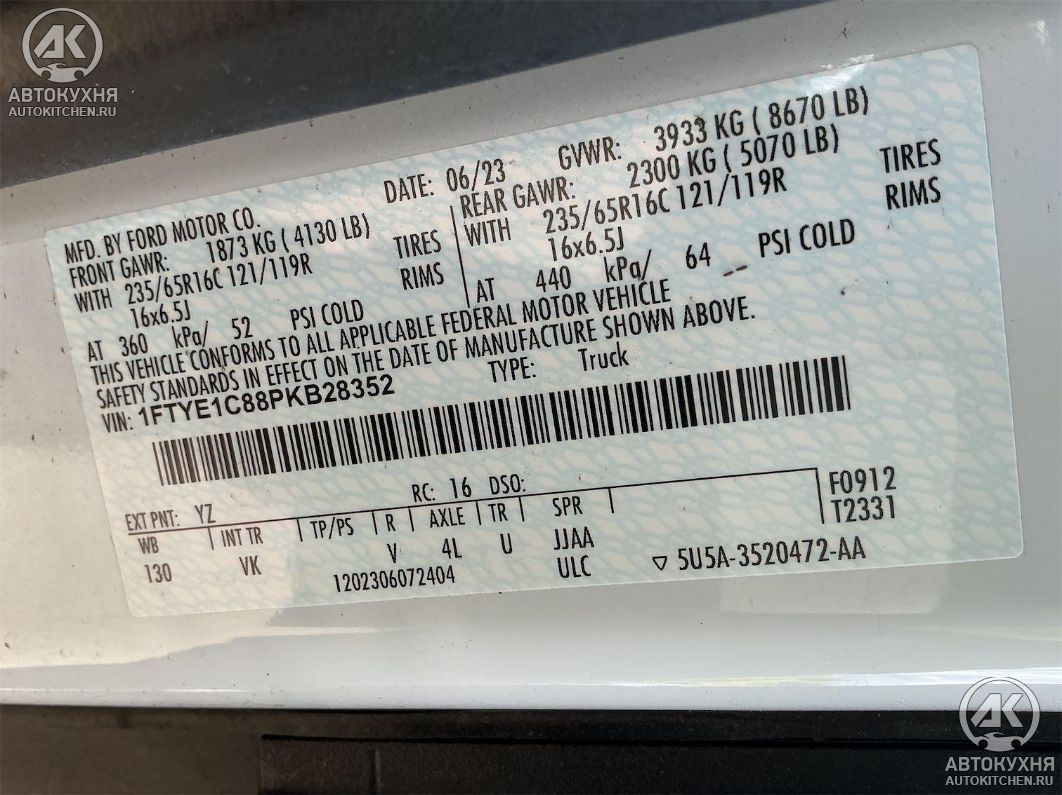 AK
АВТОКУХНЯ
AUTOKITCHEN.RU
MFD. BY FORD MOTOR CO.
DATE: 06/23 GVWR: 3933 KG ( 8670 LB)
FRONT GAWR: 1873 KG ( 4130 LB)
WITH 235/65R16C 121/119R TIRES
16x6.5J RIMS
AT 360 kPa/ 52 PSI COLD
REAR GAWR: 2300 KG ( 5070 LB)
WITH 235/65R16C 121/119R TIRES
16x6.5J RIMS
AT 440 kPa/ 64 PSI COLD
THIS VEHICLE CONFORMS TO ALL APPLICABLE FEDERAL MOTOR VEHICLE
SAFETY STANDARDS IN EFFECT ON THE DATE OF MANUFACTURE SHOWN ABOVE.
VIN: 1FTYE1C88PKB28352 TYPE: Truck
EXT PNT: YZ RC: 16 DSO: F0912
WB INT TR TP/PS R AXLE TR SPR T2331
130 VK V 4L U JJAA
1202306072404 ULC ▽ 5U5A-3520472-AA
AK
АВТОКУХНЯ
AUTOKITCHEN.RU